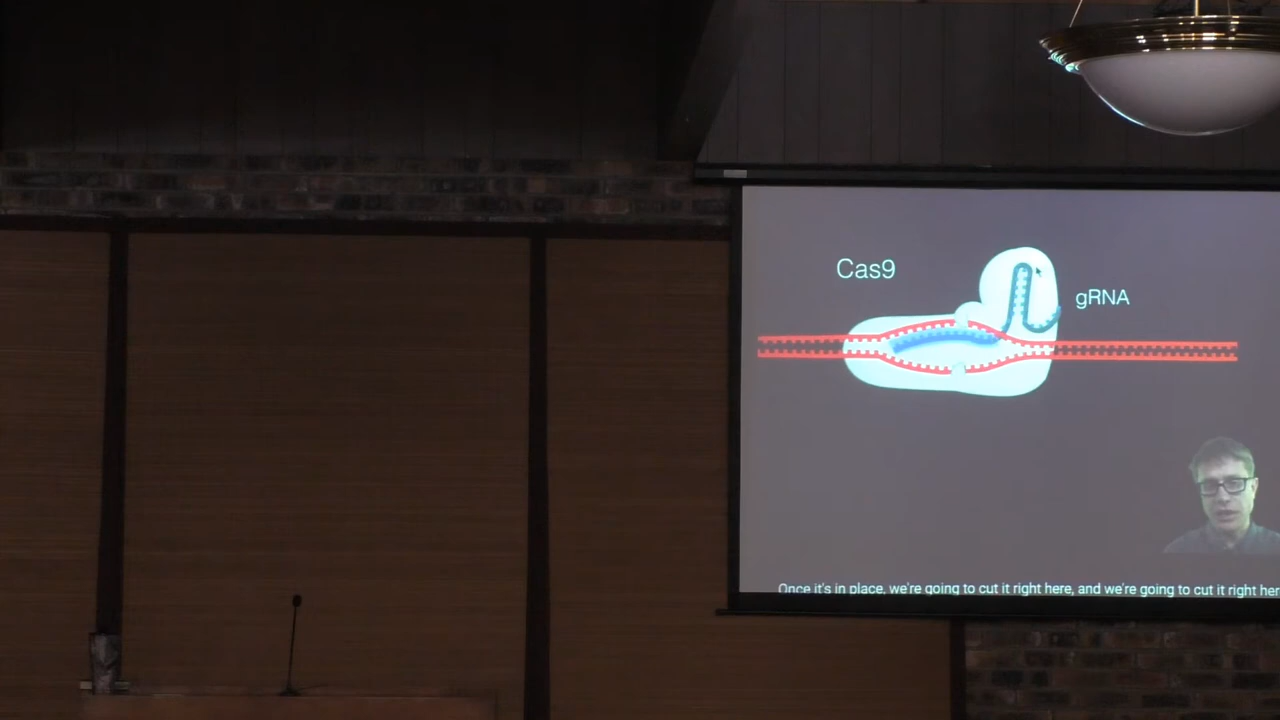 Cas9
gRNA
Once it's in place, we're going to cut it right here, and we're going to cut it right her